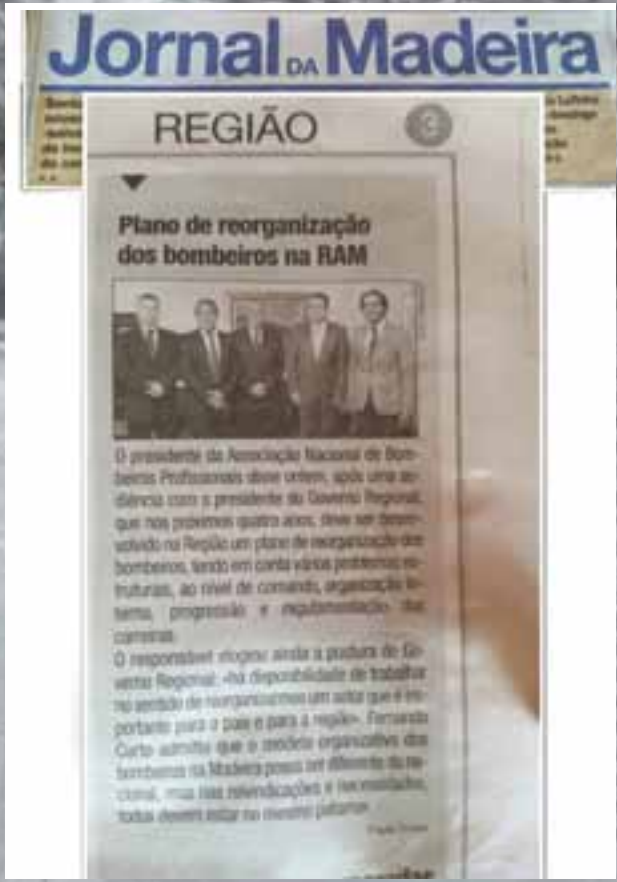 Jornal DA Madeira
REGIÃO 3
Plano de reorganização
dos bombeiros na RAM
O presidente da Associação Nacional de Bom-
beiros Profissionais disse ontem, após uma au-
diência com o presidente do Governo Regional,
que nos próximos quatro anos, deve ser desen-
volvido na Região um plano de reorganização dos
bombeiros, tendo em conta vários problemas es-
truturais, ao nível de comando, organização in-
terna, progressão e regulamentação das
carreiras.
O responsável elogiou ainda a postura do Go-
verno Regional: «há disponibilidade de trabalhar
no sentido de reorganizarmos um setor que é im-
portante para o país e para a região». Fernando
Curto admitiu que o modelo organizativo dos
bombeiros na Madeira possa ser diferente do na-
cional, mas nas reivindicações e necessidades,
todos devem estar no mesmo patamar.